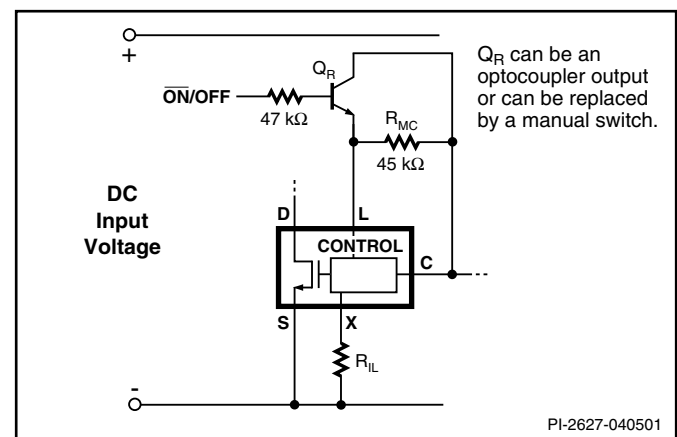 +
Q_R
Q_R can be an
optocoupler output
or can be replaced
by a manual switch.
ON/OFF
47 kΩ
R_MC
45 kΩ
DC
Input
Voltage
D
L
CONTROL
C
S
X
R_IL
-
PI-2627-040501